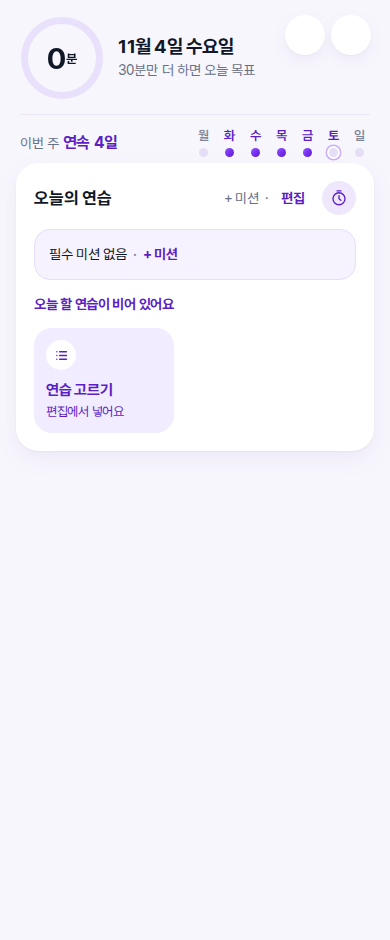 0분
11월 4일 수요일
30분만 더 하면 오늘 목표
이번 주 연속 4일
월 화 수 목 금 토 일
오늘의 연습
+ 미션 · 편집
필수 미션 없음 · + 미션
오늘 할 연습이 비어 있어요
연습 고르기
편집에서 넣어요